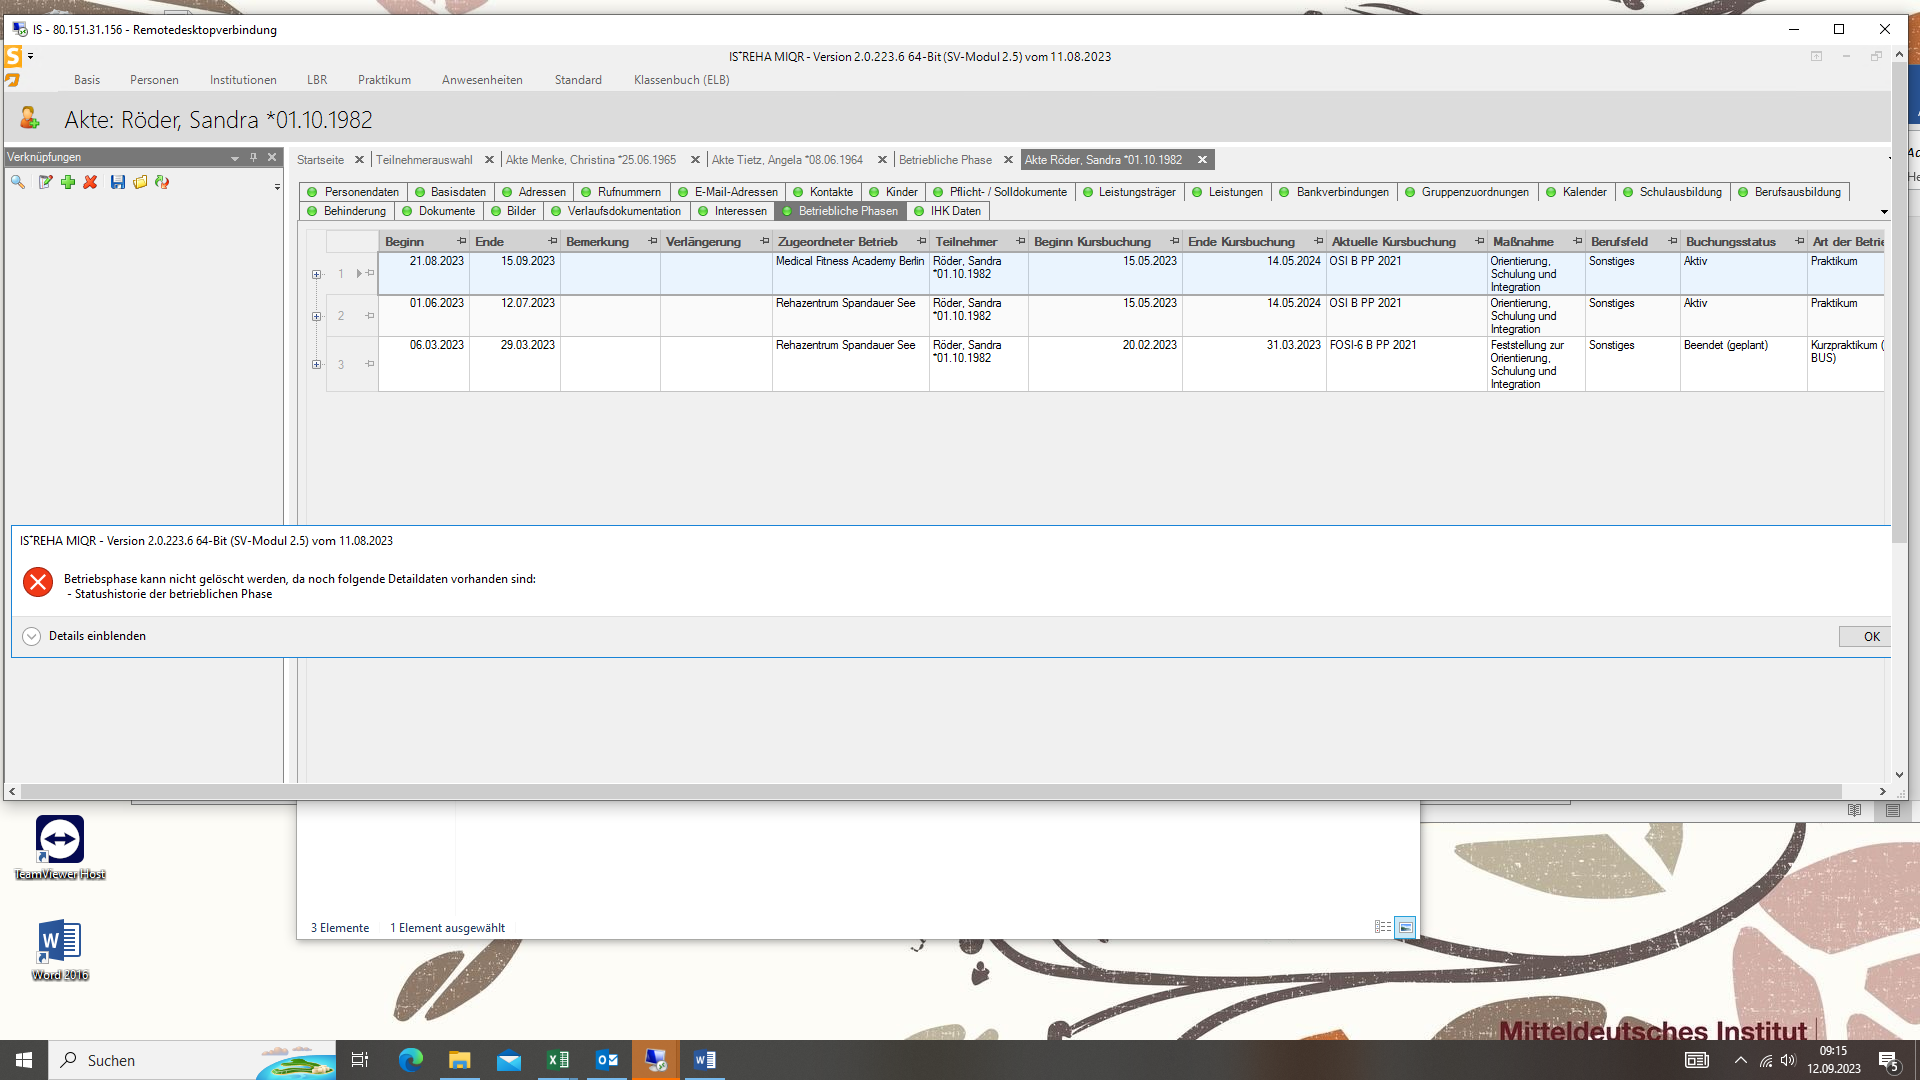 IS - 80.151.31.156 - Remotedesktopverbindung
IS⁺REHA MIQR - Version 2.0.223.6 64-Bit (SV-Modul 2.5) vom 11.08.2023
Basis Personen Institutionen LBR Praktikum Anwesenheiten Standard Klassenbuch (ELB)
Akte: Röder, Sandra *01.10.1982
Verknüpfungen
Startseite Teilnehmerauswahl Akte Menke, Christina *25.06.1965 Akte Tietz, Angela *08.06.1964 Betriebliche Phase Akte Röder, Sandra *01.10.1982
Personendaten Basisdaten Adressen Rufnummern E-Mail-Adressen Kontakte Kinder Pflicht- / Solldokumente Leistungsträger Leistungen Bankverbindungen Gruppenzuordnungen Kalender Schulausbildung Berufsausbildung
Behinderung Dokumente Bilder Verlaufsdokumentation Interessen Betriebliche Phasen IHK Daten
Beginn Ende Bemerkung Verlängerung Zugeordneter Betrieb Teilnehmer Beginn Kursbuchung Ende Kursbuchung Aktuelle Kursbuchung Maßnahme Berufsfeld Buchungsstatus Art der Betrie
1 21.08.2023 15.09.2023 Medical Fitness Academy Berlin Röder, Sandra 15.05.2023 14.05.2024 OSI B PP 2021 Orientierung, Sonstiges Aktiv Praktikum
*01.10.1982 Schulung und
Integration
2 01.06.2023 12.07.2023 Rehazentrum Spandauer See Röder, Sandra 15.05.2023 14.05.2024 OSI B PP 2021 Orientierung, Sonstiges Aktiv Praktikum
*01.10.1982 Schulung und
Integration
3 06.03.2023 29.03.2023 Rehazentrum Spandauer See Röder, Sandra 20.02.2023 31.03.2023 FOSI-6 B PP 2021 Feststellung zur Sonstiges Beendet (geplant) Kurzpraktikum (
*01.10.1982 Orientierung, BUS)
Schulung und
Integration
IS⁺REHA MIQR - Version 2.0.223.6 64-Bit (SV-Modul 2.5) vom 11.08.2023
Betriebsphase kann nicht gelöscht werden, da noch folgende Detaildaten vorhanden sind:
- Statushistorie der betrieblichen Phase
Details einblenden
OK
TeamViewer Host
3 Elemente 1 Element ausgewählt
Word 2016
Mitteldeutsches Institut
Suchen
09:15
12.09.2023
5